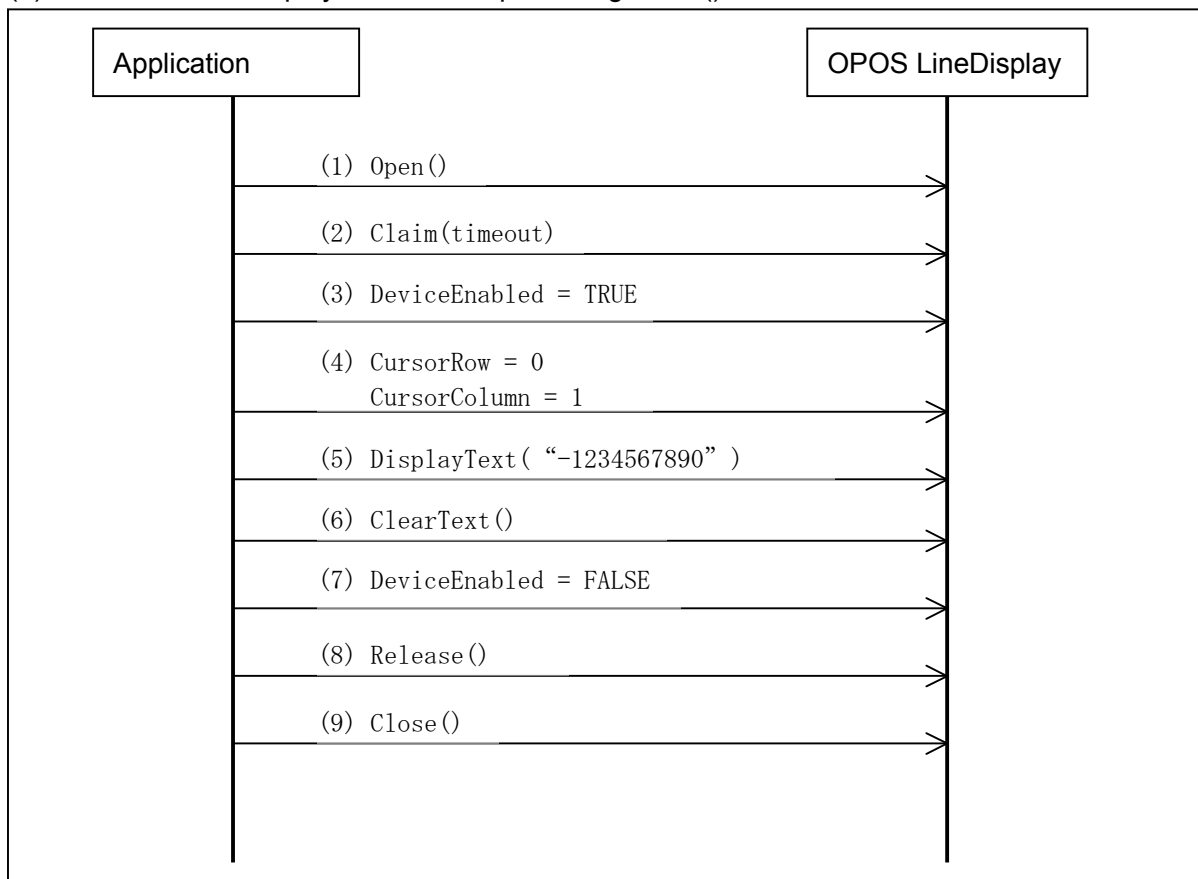 Application
OPOS LineDisplay
(1) Open()
(2) Claim(timeout)
(3) DeviceEnabled = TRUE
(4) CursorRow = 0
CursorColumn = 1
(5) DisplayText( “-1234567890” )
(6) ClearText()
(7) DeviceEnabled = FALSE
(8) Release()
(9) Close()